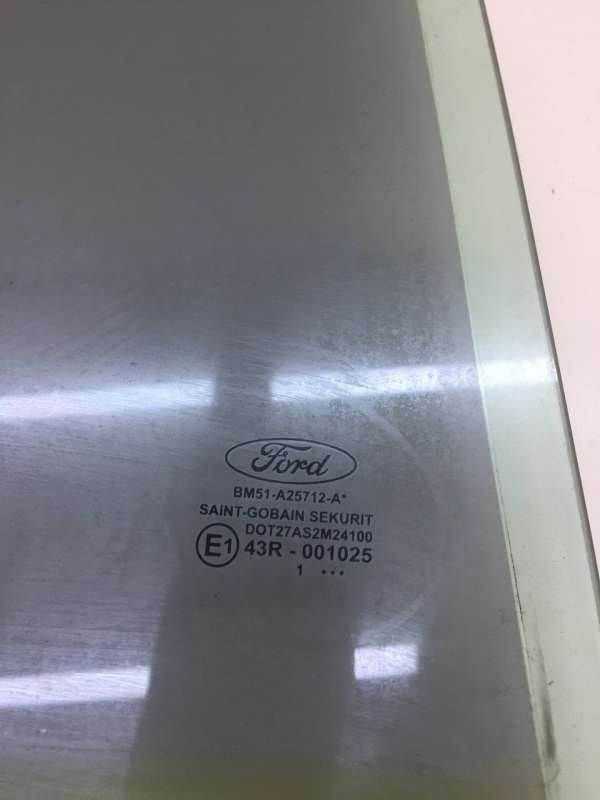 Ford
BM51-A25712-A*
SAINT-GOBAIN SEKURIT
DOT27AS2M24100
E1 43R - 001025
1 •••